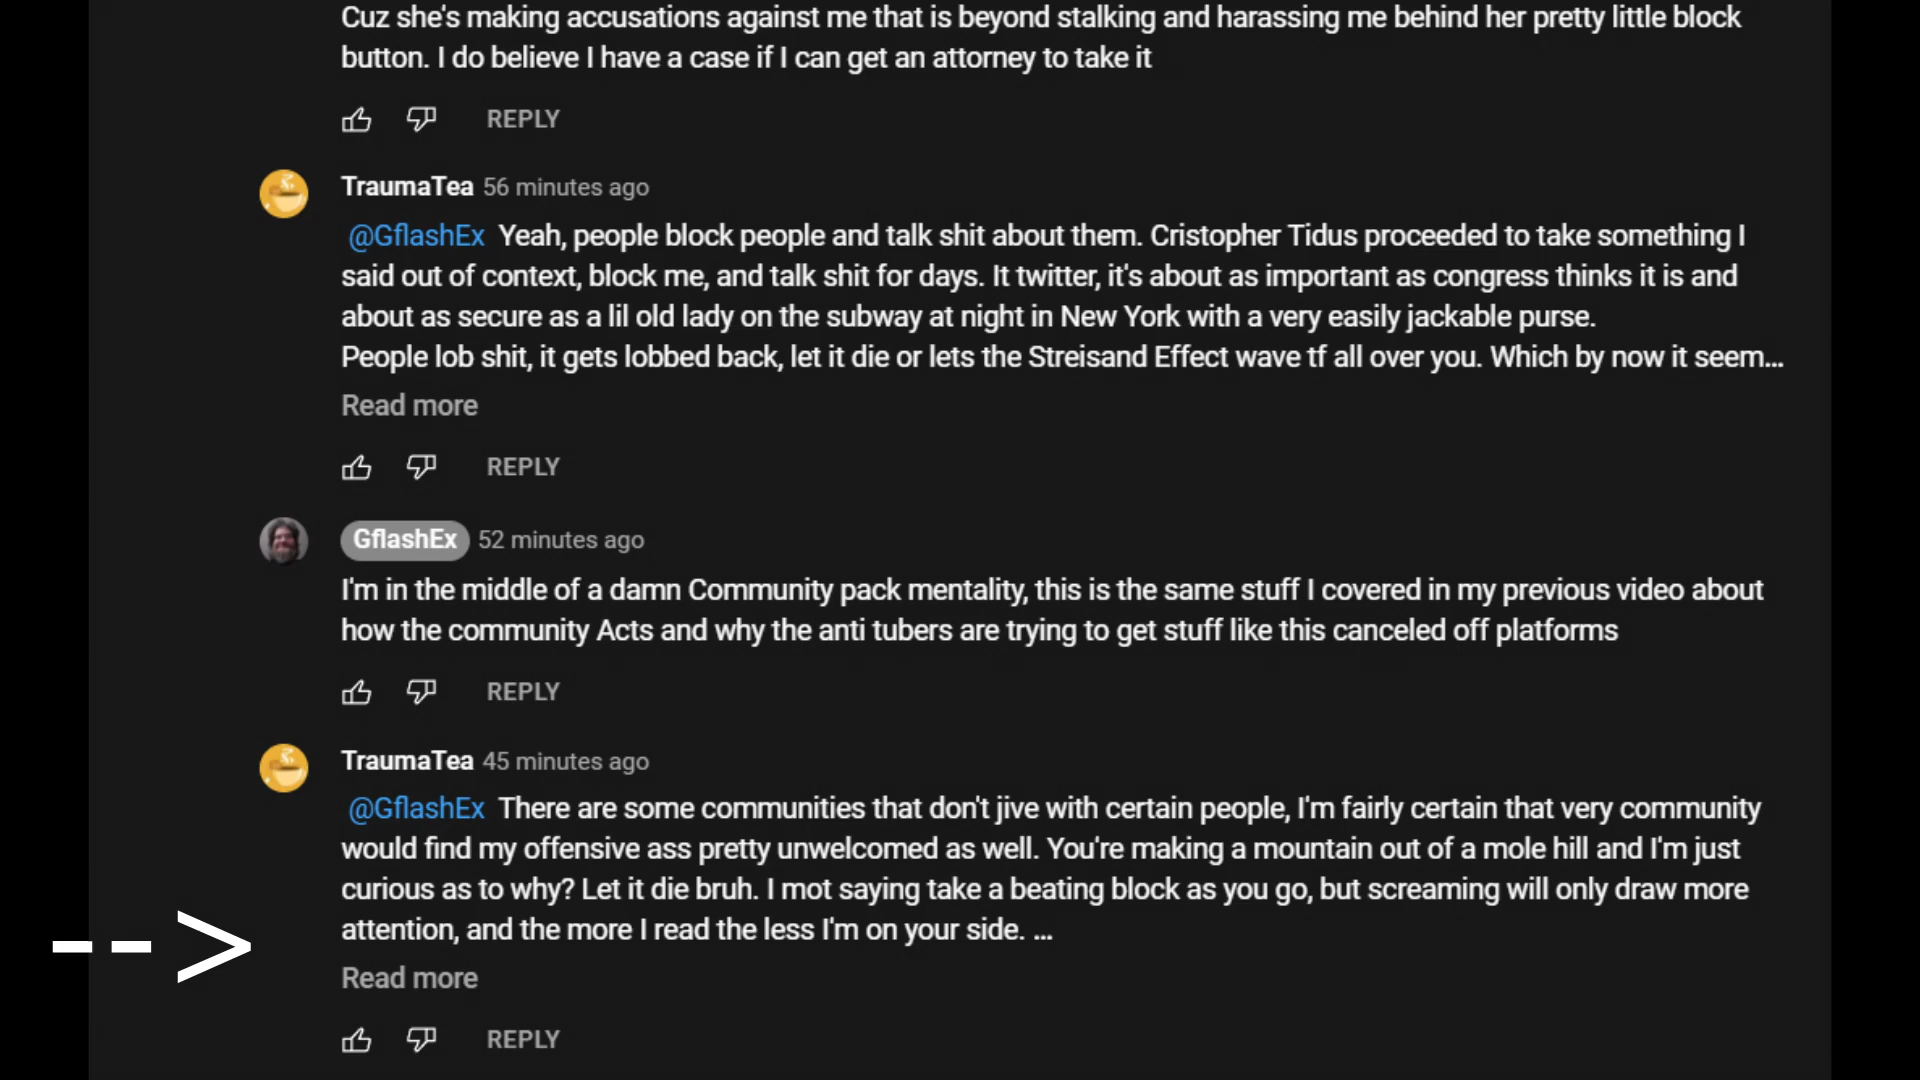 Cuz she's making accusations against me that is beyond stalking and harassing me behind her pretty little block
button. I do believe I have a case if I can get an attorney to take it
REPLY
TraumaTea 56 minutes ago
@GflashEx Yeah, people block people and talk shit about them. Cristopher Tidus proceeded to take something I
said out of context, block me, and talk shit for days. It twitter, it's about as important as congress thinks it is and
about as secure as a lil old lady on the subway at night in New York with a very easily jackable purse.
People lob shit, it gets lobbed back, let it die or lets the Streisand Effect wave tf all over you. Which by now it seem...
Read more
REPLY
GflashEx 52 minutes ago
I'm in the middle of a damn Community pack mentality, this is the same stuff I covered in my previous video about
how the community Acts and why the anti tubers are trying to get stuff like this canceled off platforms
REPLY
TraumaTea 45 minutes ago
@GflashEx There are some communities that don't jive with certain people, I'm fairly certain that very community
would find my offensive ass pretty unwelcomed as well. You're making a mountain out of a mole hill and I'm just
curious as to why? Let it die bruh. I mot saying take a beating block as you go, but screaming will only draw more
attention, and the more I read the less I'm on your side. ...
-->
Read more
REPLY